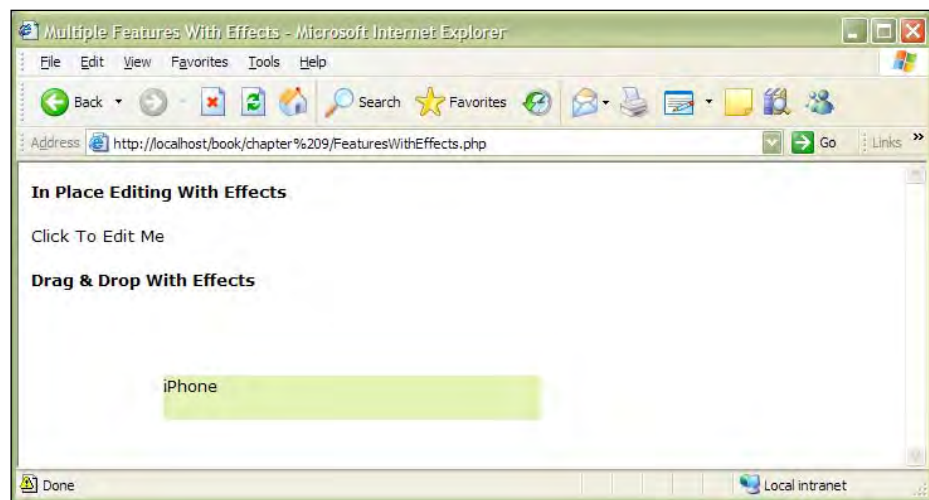 Multiple Features With Effects - Microsoft Internet Explorer
File Edit View Favorites Tools Help
Back Search Favorites
Address http://localhost/book/chapter%209/FeaturesWithEffects.php Go Links »
In Place Editing With Effects
Click To Edit Me
Drag & Drop With Effects
iPhone
Done Local intranet